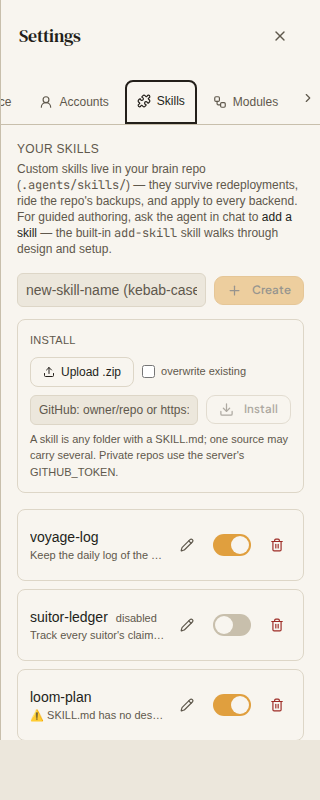 Settings
ce Accounts Skills Modules
YOUR SKILLS
Custom skills live in your brain repo
(.agents/skills/) — they survive redeployments,
ride the repo's backups, and apply to every backend.
For guided authoring, ask the agent in chat to add a
skill — the built-in add-skill skill walks through
design and setup.
new-skill-name (kebab-case
Create
INSTALL
Upload .zip
overwrite existing
GitHub: owner/repo or https:
Install
A skill is any folder with a SKILL.md; one source may
carry several. Private repos use the server's
GITHUB_TOKEN.
voyage-log
Keep the daily log of the …
suitor-ledger disabled
Track every suitor's claim…
loom-plan
⚠️ SKILL.md has no des…